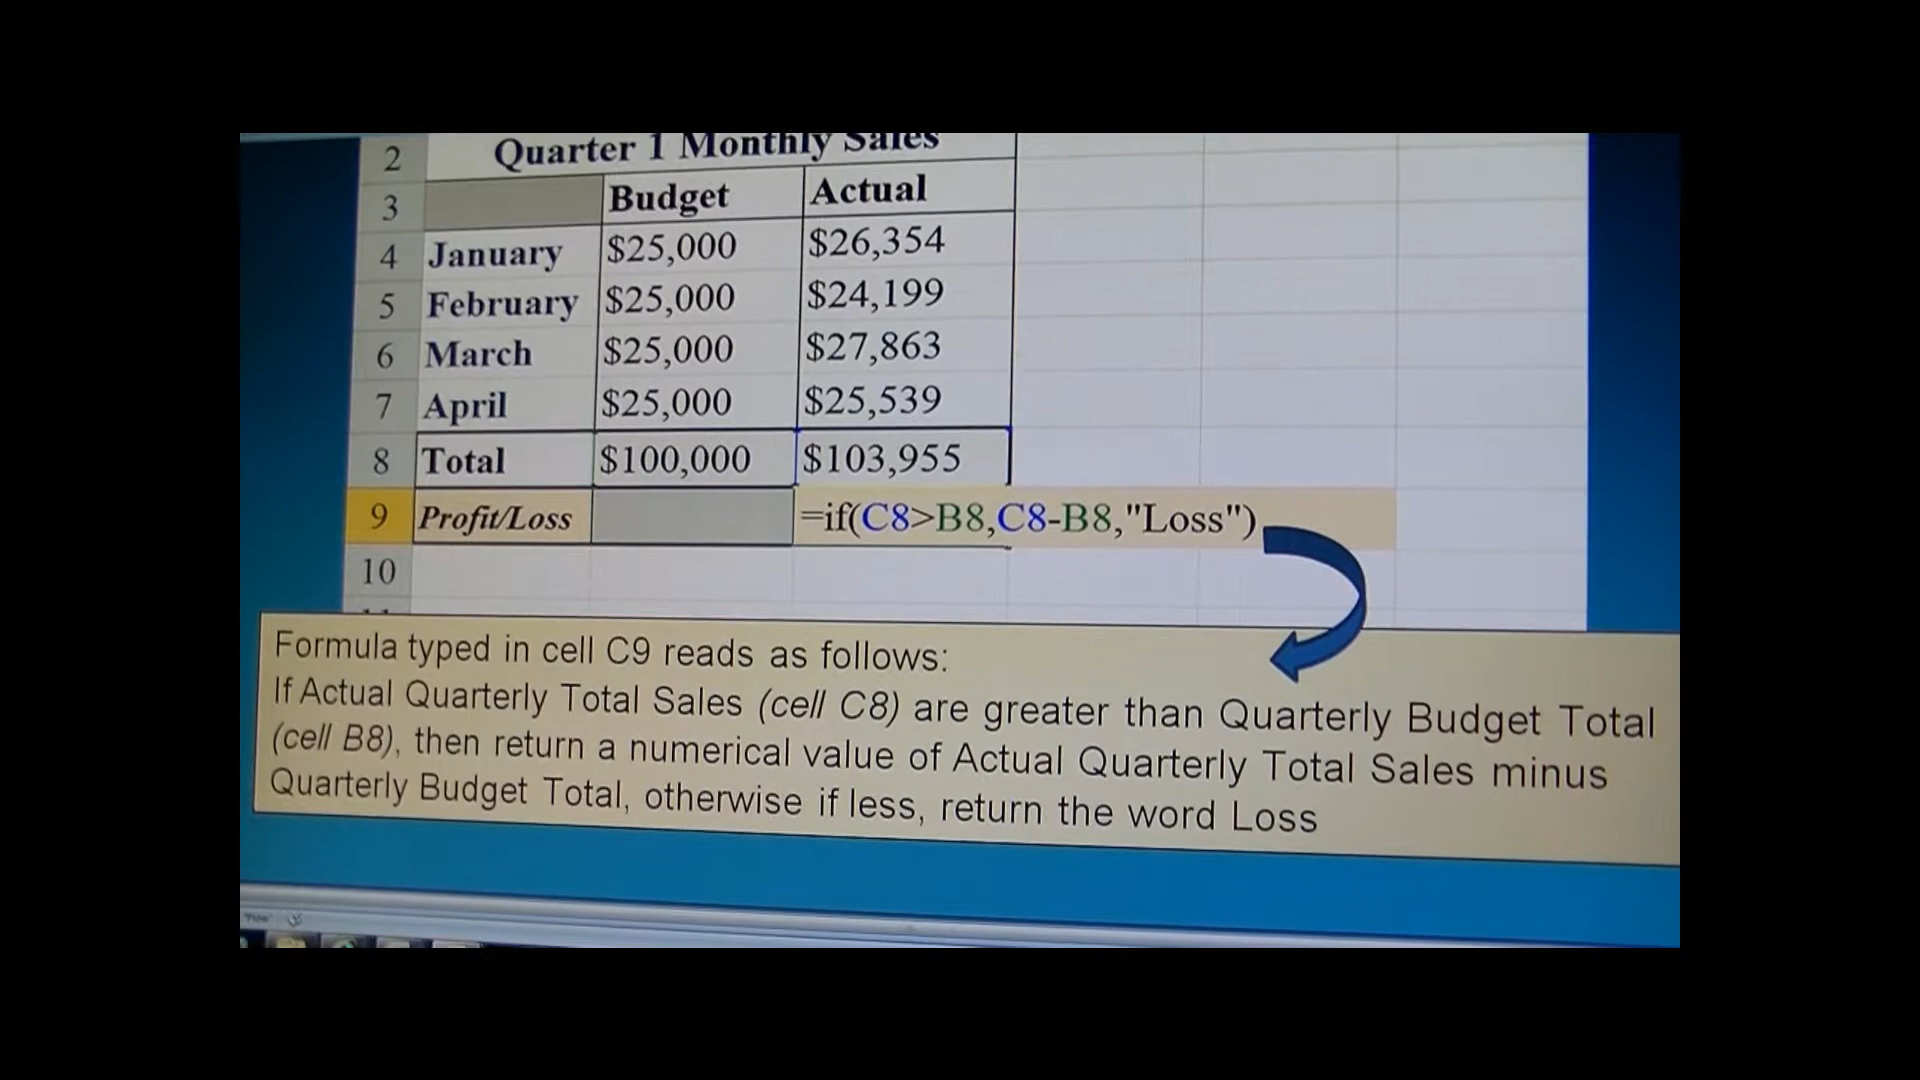 2 Quarter 1 Monthly Sales
3 Budget Actual
4 January $25,000 $26,354
5 February $25,000 $24,199
6 March $25,000 $27,863
7 April $25,000 $25,539
8 Total $100,000 $103,955
9 Profit/Loss =if(C8>B8,C8-B8,"Loss")
10
Formula typed in cell C9 reads as follows:
If Actual Quarterly Total Sales (cell C8) are greater than Quarterly Budget Total
(cell B8), then return a numerical value of Actual Quarterly Total Sales minus
Quarterly Budget Total, otherwise if less, return the word Loss